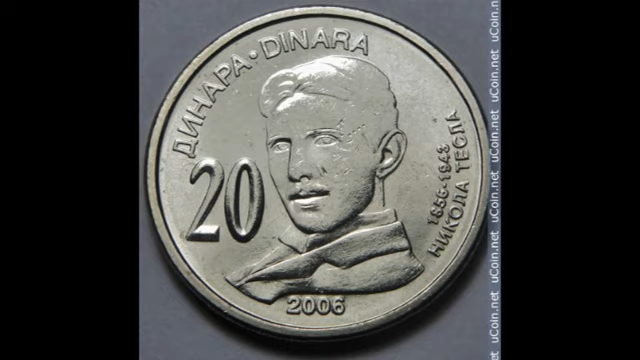 ДИНАРА • DINARA
20
1856-1943
НИКОЛА ТЕСЛА
2006
uCoin.net uCoin.net uCoin.net uCoin.net uCoin.net uCoin.net